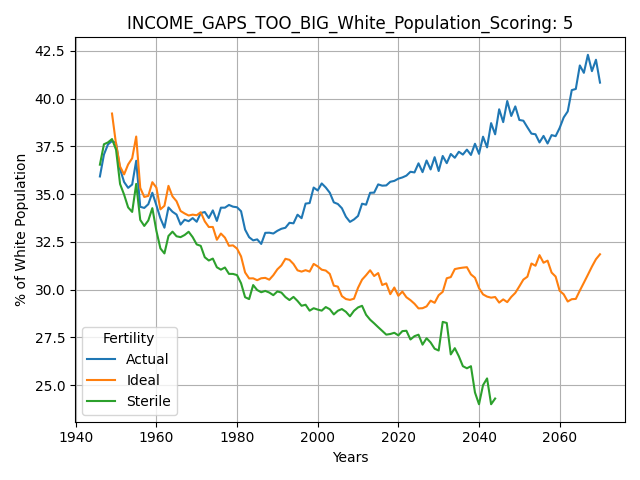 INCOME_GAPS_TOO_BIG_White_Population_Scoring: 5
% of White Population
42.5
40.0
37.5
35.0
32.5
30.0
27.5
25.0
Fertility
Actual
Ideal
Sterile
1940 1960 1980 2000 2020 2040 2060
Years